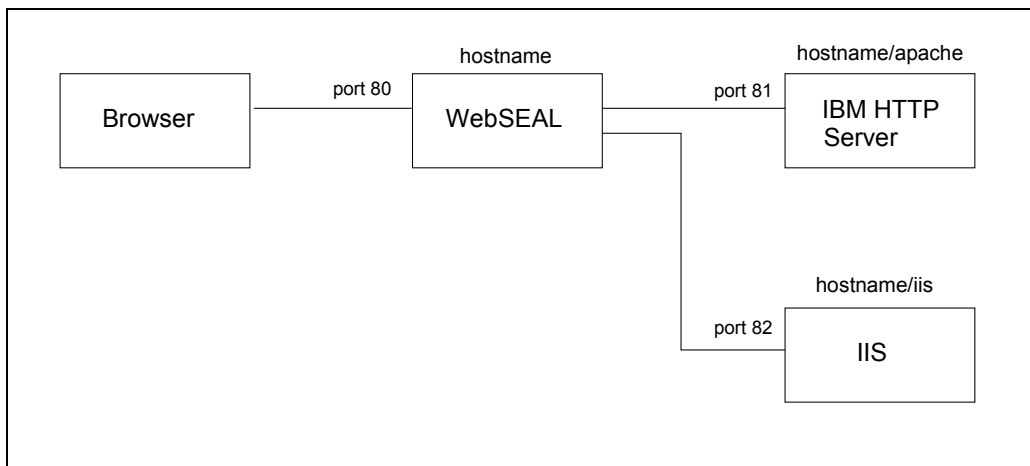 hostname
hostname/apache
port 80
port 81
Browser
WebSEAL
IBM HTTP
Server
hostname/iis
port 82
IIS